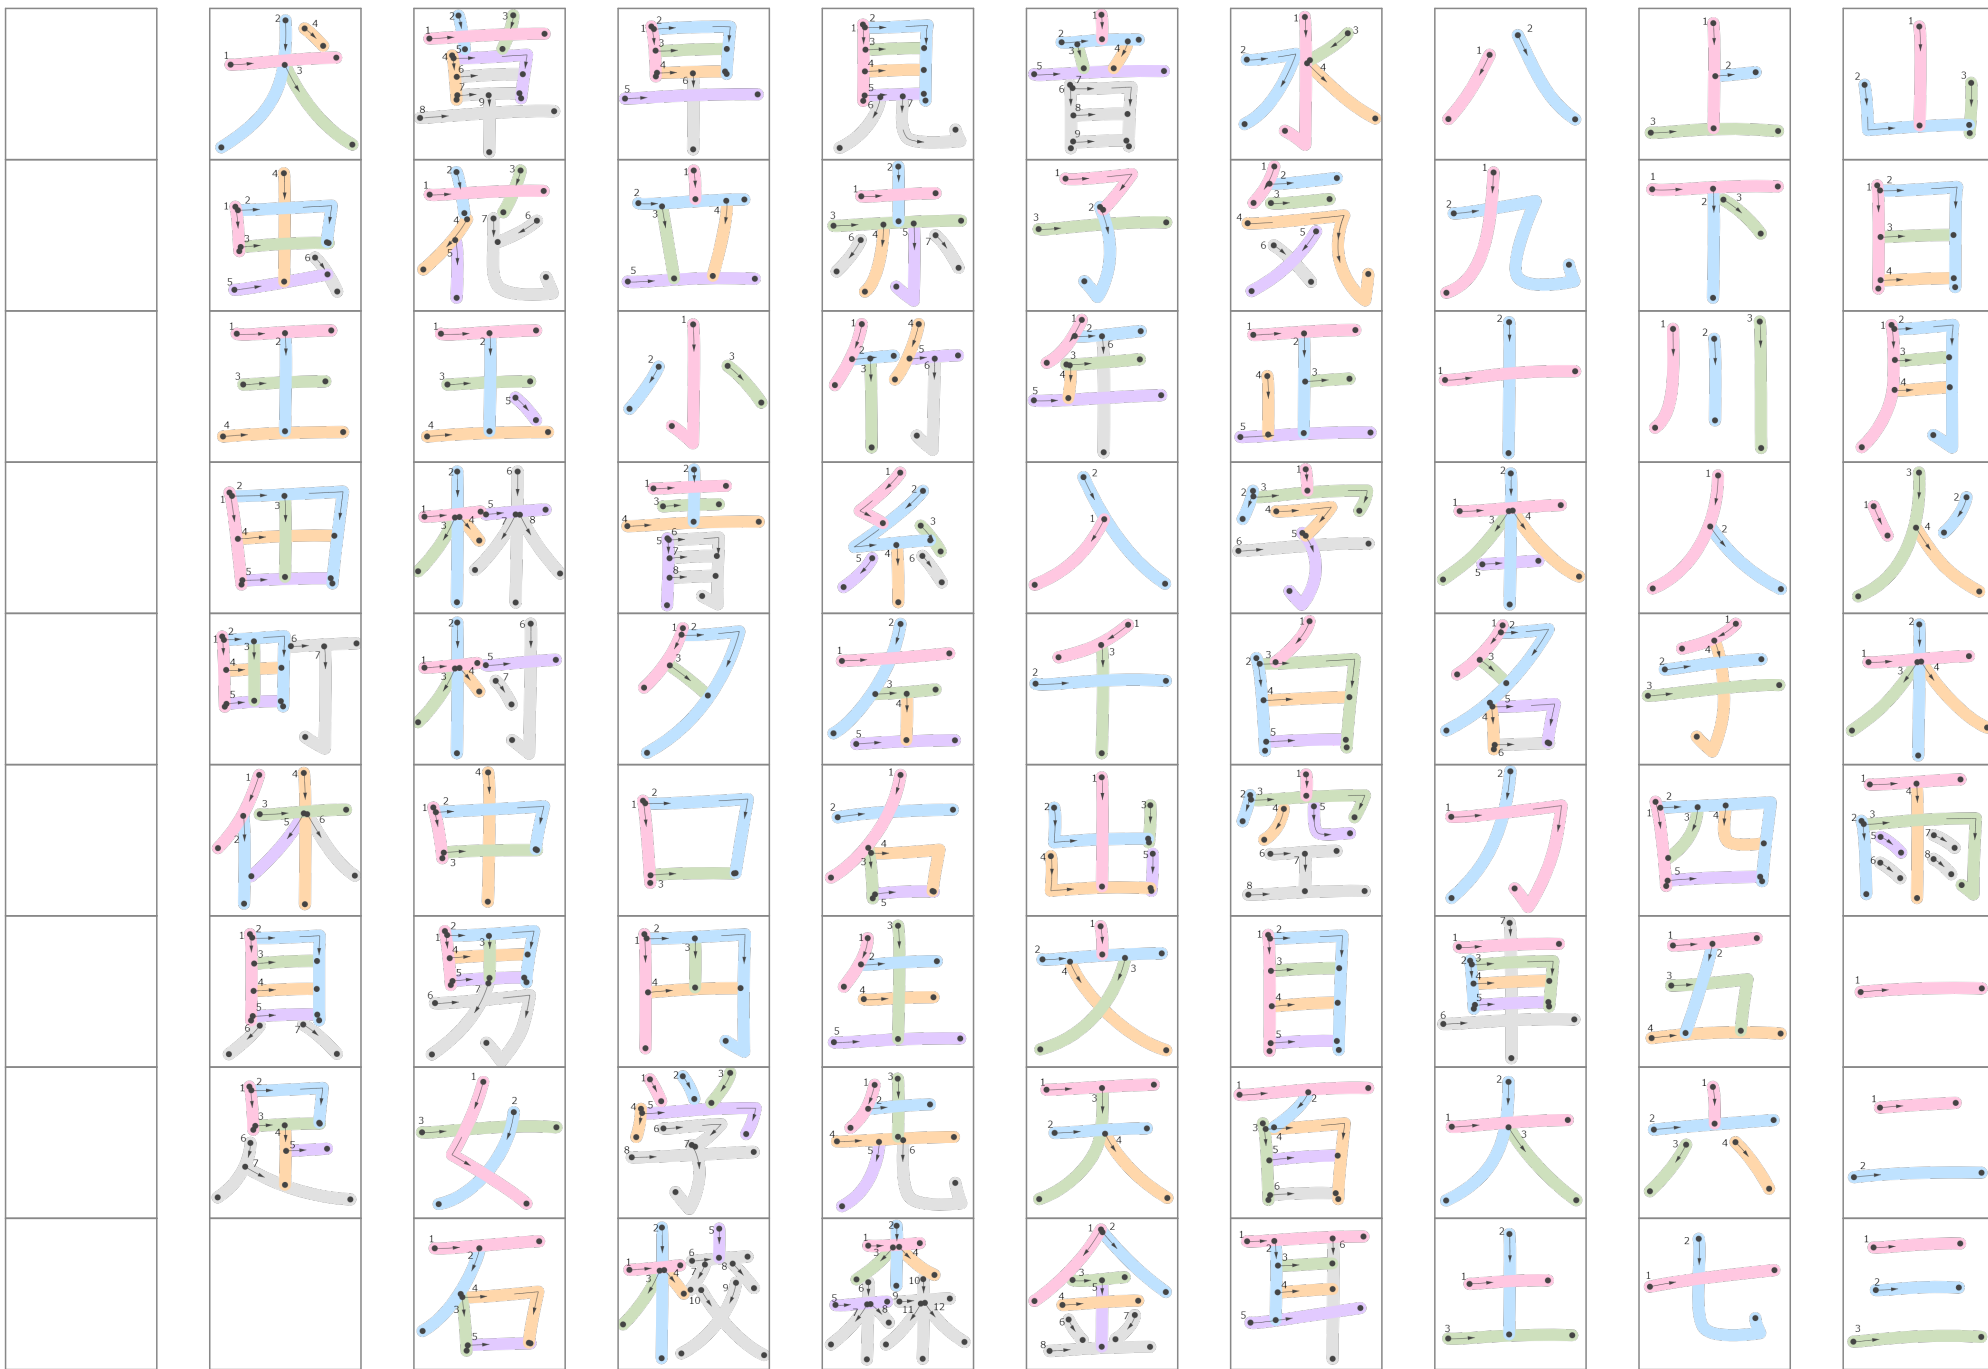 山日月火木雨一二三
上下川人手四五六七
八九十本名力車大土
水気正字白空目百耳
音子年入千出文天金
見赤竹糸左右生先森
早立小青夕口円学校
草花玉林村中男女石
犬虫王田町休貝足